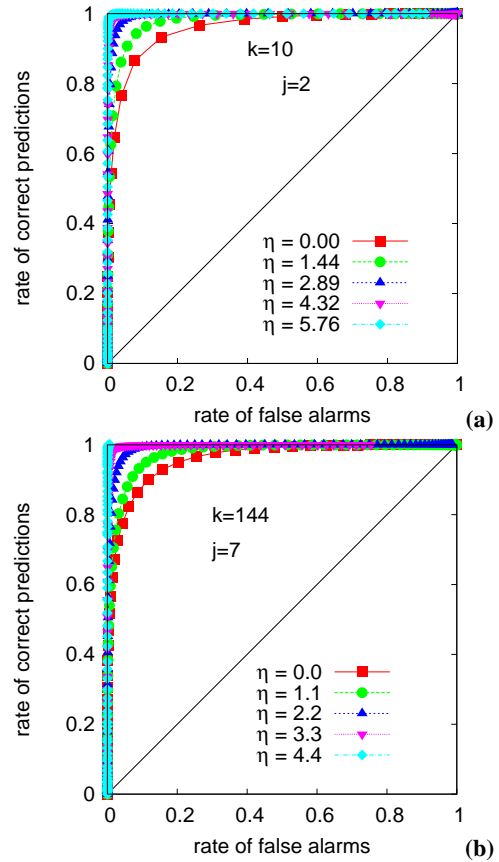 1
0.8
0.6
0.4
0.2
0
0 0.2 0.4 0.6 0.8 1
rate of correct predictions
rate of false alarms
k=10
j=2
η = 0.00
η = 1.44
η = 2.89
η = 4.32
η = 5.76
(a)
1
0.8
0.6
0.4
0.2
0
0 0.2 0.4 0.6 0.8 1
rate of correct predictions
rate of false alarms
k=144
j=7
η = 0.0
η = 1.1
η = 2.2
η = 3.3
η = 4.4
(b)